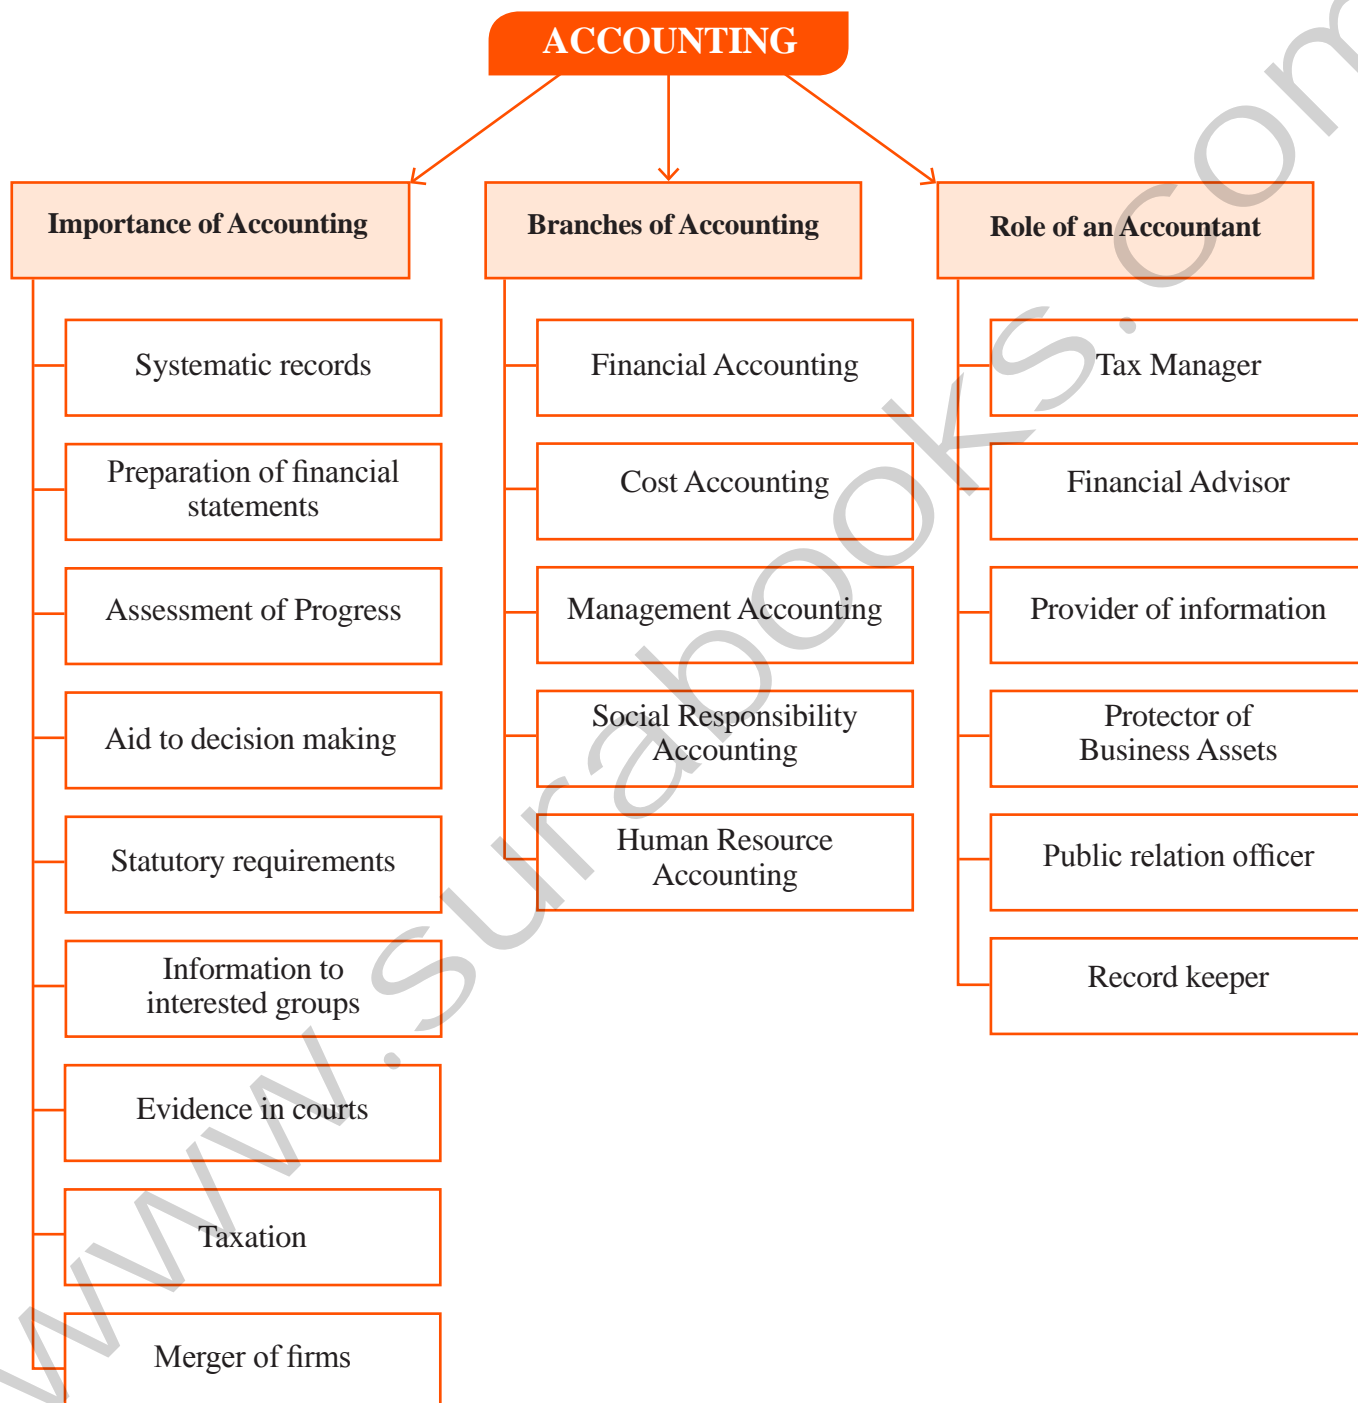 ACCOUNTING
Importance of Accounting
Systematic records
Preparation of financial
statements
Assessment of Progress
Aid to decision making
Statutory requirements
Information to
interested groups
Evidence in courts
Taxation
Merger of firms
Branches of Accounting
Financial Accounting
Cost Accounting
Management Accounting
Social Responsibility
Accounting
Human Resource
Accounting
Role of an Accountant
Tax Manager
Financial Advisor
Provider of information
Protector of
Business Assets
Public relation officer
Record keeper
www.surabooks.com